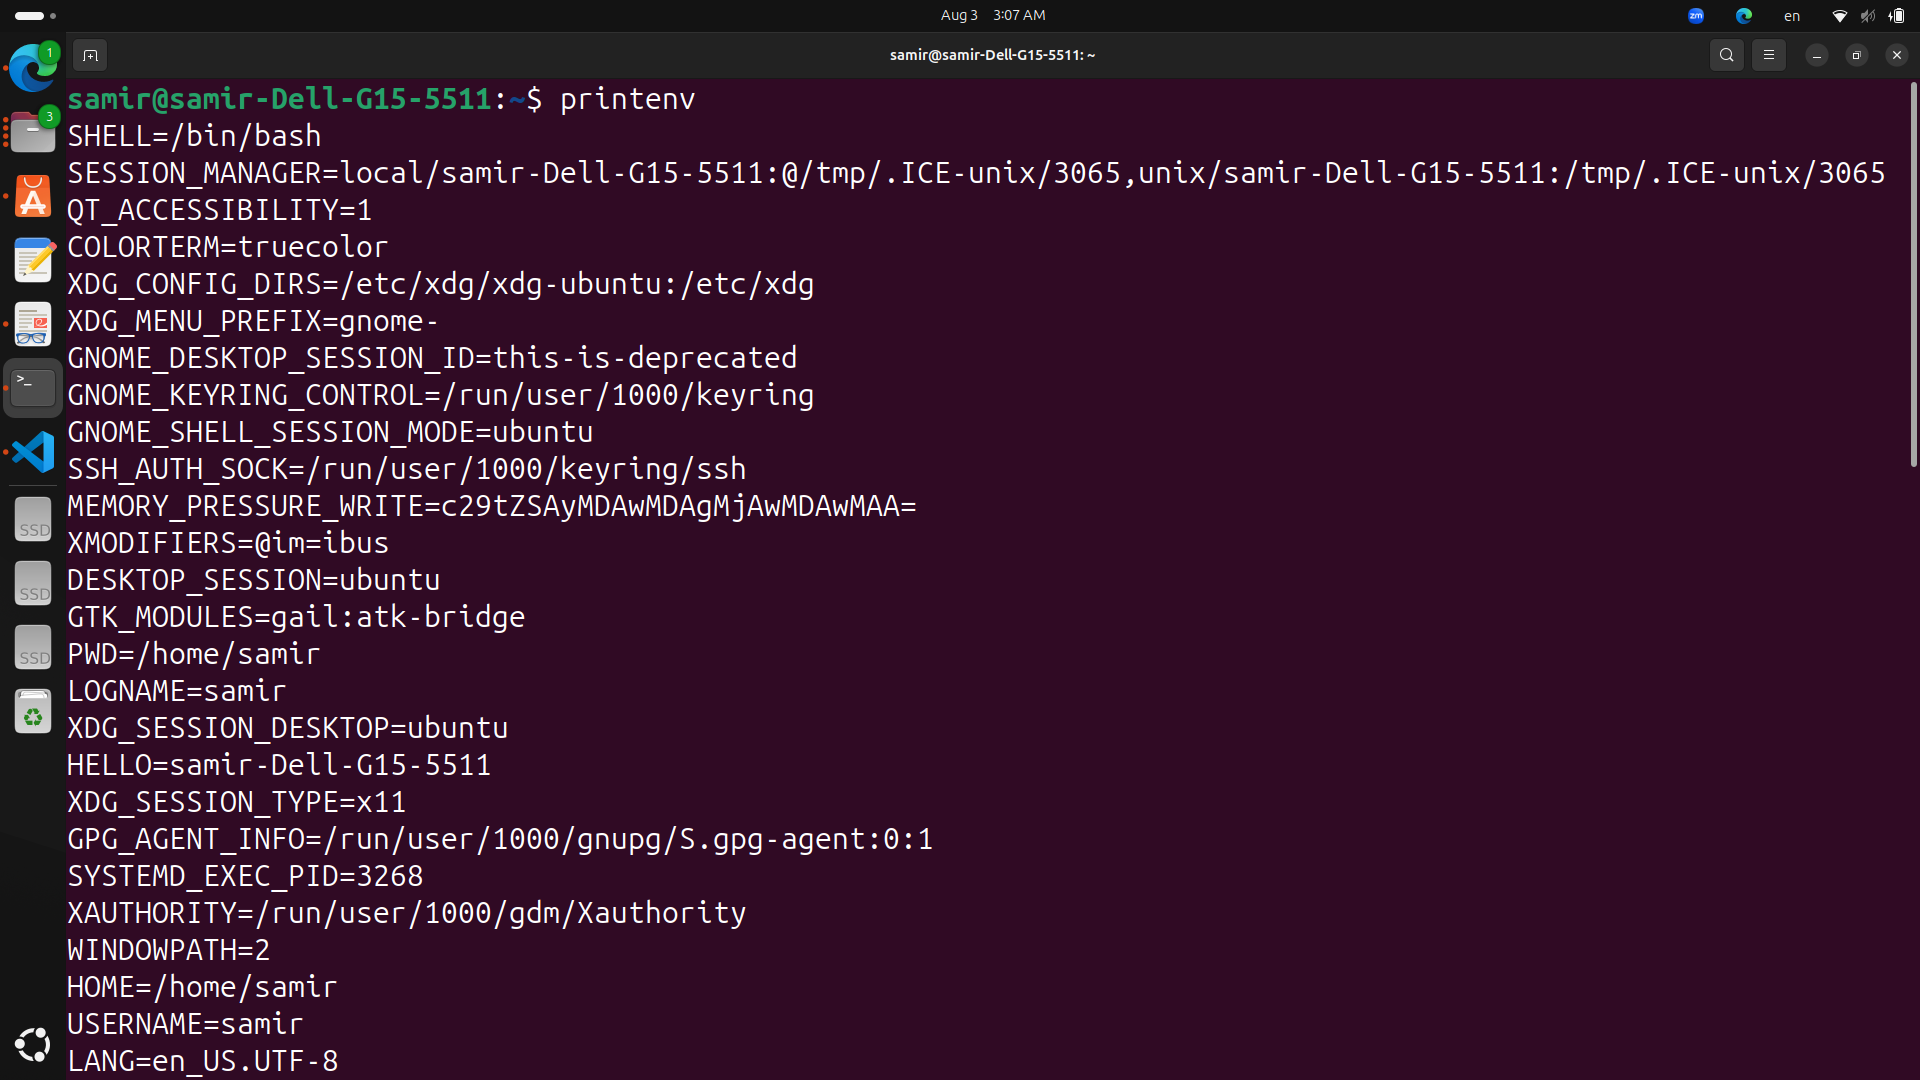 Aug 3 3:07 AM
zm
en
1
samir@samir-Dell-G15-5511: ~
3
samir@samir-Dell-G15-5511:~$ printenv
SHELL=/bin/bash
SESSION_MANAGER=local/samir-Dell-G15-5511:@/tmp/.ICE-unix/3065,unix/samir-Dell-G15-5511:/tmp/.ICE-unix/3065
QT_ACCESSIBILITY=1
COLORTERM=truecolor
XDG_CONFIG_DIRS=/etc/xdg/xdg-ubuntu:/etc/xdg
XDG_MENU_PREFIX=gnome-
GNOME_DESKTOP_SESSION_ID=this-is-deprecated
GNOME_KEYRING_CONTROL=/run/user/1000/keyring
GNOME_SHELL_SESSION_MODE=ubuntu
SSH_AUTH_SOCK=/run/user/1000/keyring/ssh
MEMORY_PRESSURE_WRITE=c29tZSAyMDAwMDAgMjAwMDAwMAA=
XMODIFIERS=@im=ibus
DESKTOP_SESSION=ubuntu
GTK_MODULES=gail:atk-bridge
PWD=/home/samir
LOGNAME=samir
XDG_SESSION_DESKTOP=ubuntu
HELLO=samir-Dell-G15-5511
XDG_SESSION_TYPE=x11
GPG_AGENT_INFO=/run/user/1000/gnupg/S.gpg-agent:0:1
SYSTEMD_EXEC_PID=3268
XAUTHORITY=/run/user/1000/gdm/Xauthority
WINDOWPATH=2
HOME=/home/samir
USERNAME=samir
LANG=en_US.UTF-8
>_
SSD
SSD
SSD